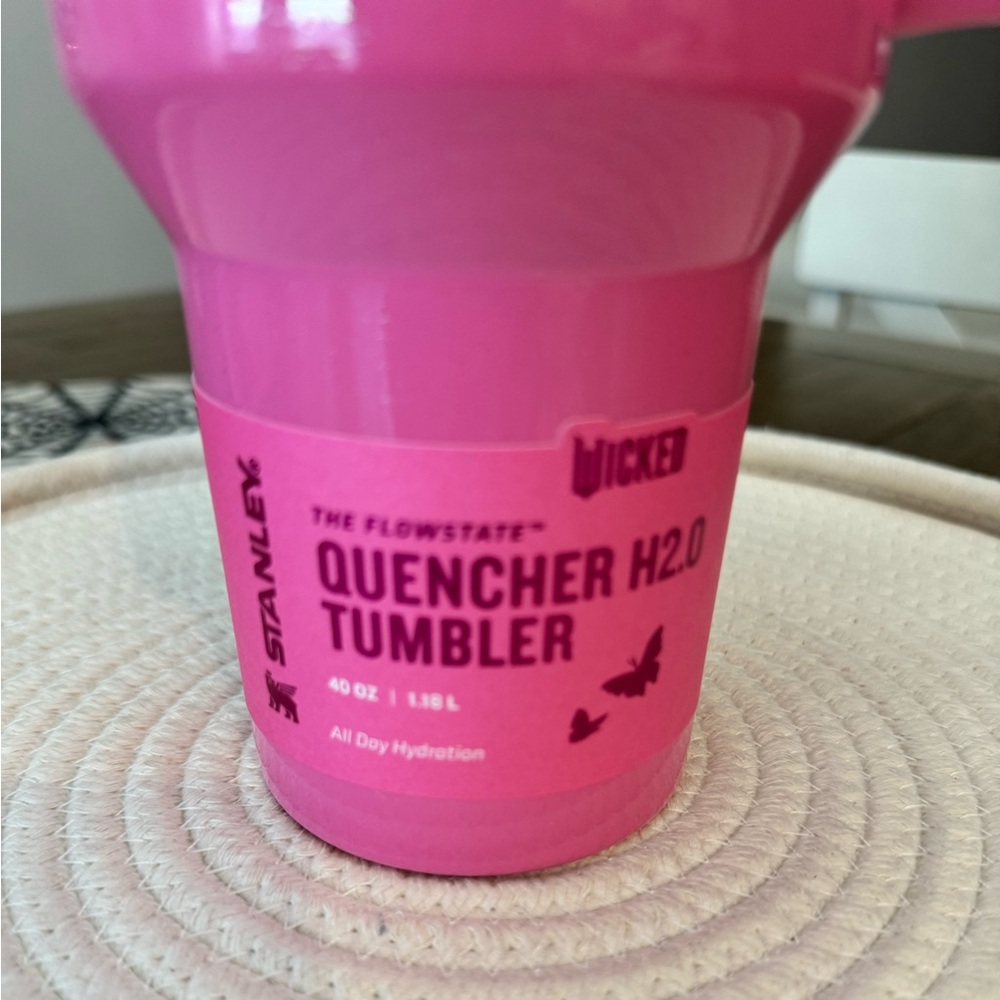 WICKED
STANLEY®
THE FLOWSTATE™
QUENCHER H2.0
TUMBLER
40 OZ | 1.18 L
All Day Hydration